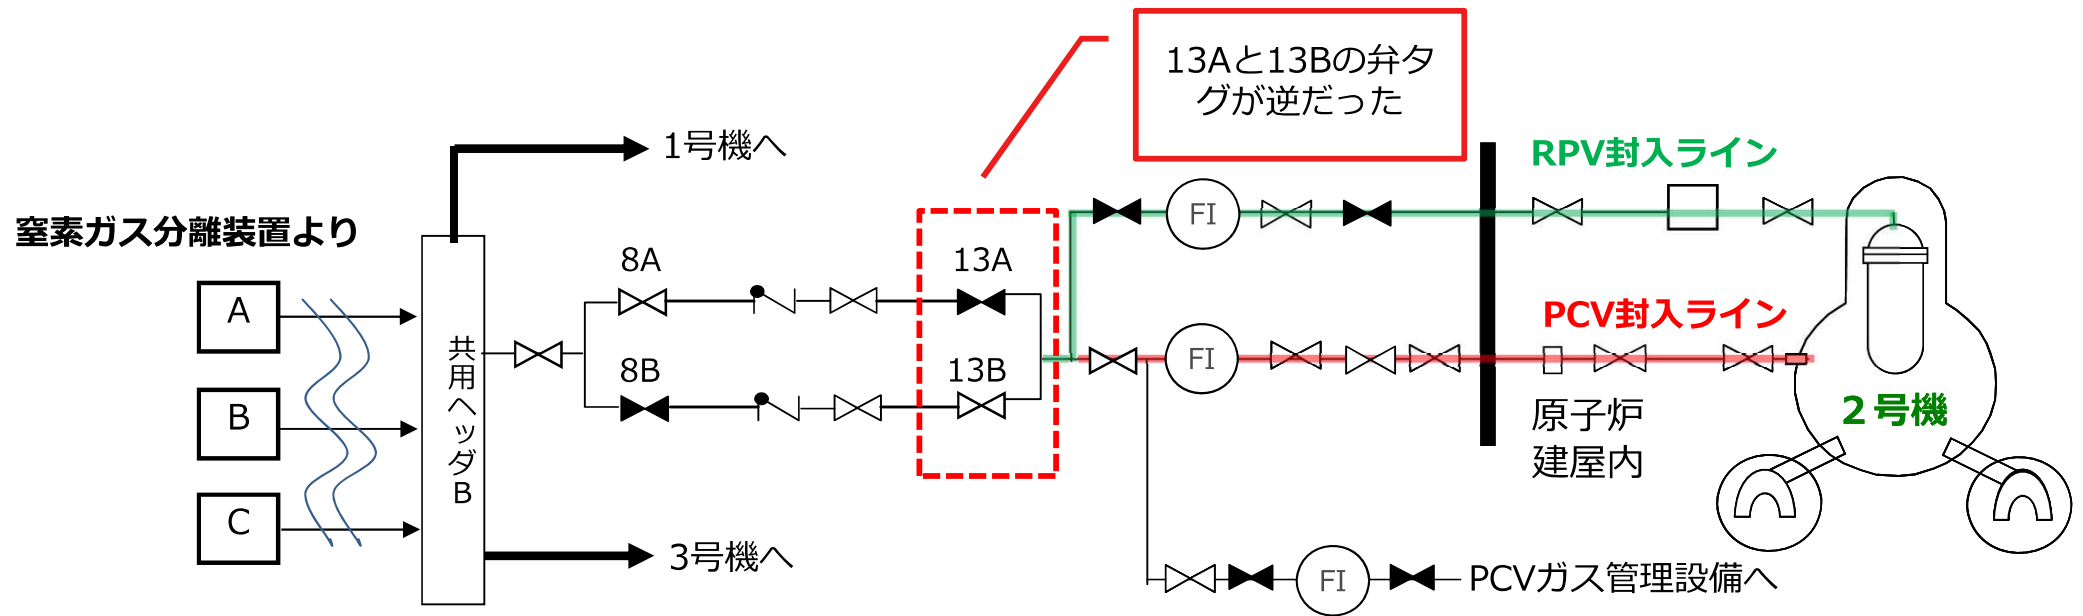 13Aと13Bの弁タ
グが逆だった
1号機へ
RPV封入ライン
窒素ガス分離装置より
8A
13A
FI
A
共用ヘッダB
PCV封入ライン
8B
13B
FI
B
2号機
原子炉
建屋内
C
3号機へ
FI
PCVガス管理設備へ